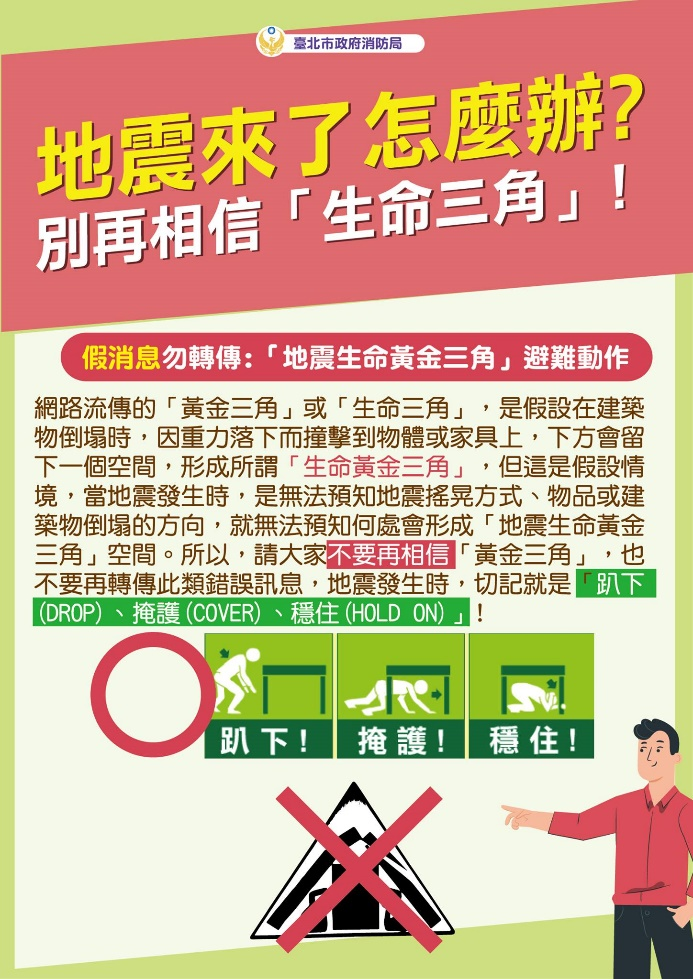 臺北市政府消防局
地震來了怎麼辦?
別再相信「生命三角」!
假消息勿轉傳:「地震生命黃金三角」避難動作
網路流傳的「黃金三角」或「生命三角」,是假設在建築
物倒塌時,因重力落下而撞擊到物體或家具上,下方會留
下一個空間,形成所謂「生命黃金三角」,但這是假設情
境,當地震發生時,是無法預知地震搖晃方式、物品或建
築物倒塌的方向,就無法預知何處會形成「地震生命黃金
三角」空間。所以,請大家不要再相信「黃金三角」,也
不要再轉傳此類錯誤訊息,地震發生時,切記就是「趴下
(DROP)、掩護(COVER)、穩住(HOLD ON)」!
趴下!
掩護!
穩住!